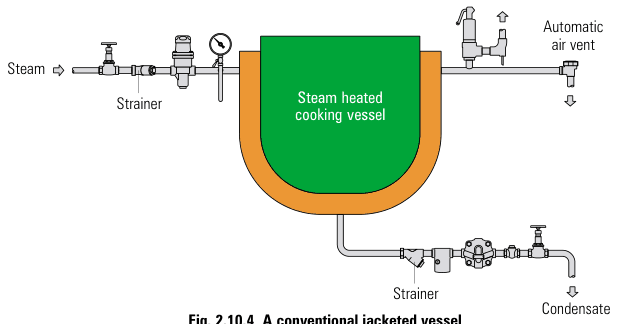 Automatic
air vent
Steam
Strainer
Steam heated
cooking vessel
Strainer
Condensate
Fig. 2.10.4 A conventional jacketed vessel